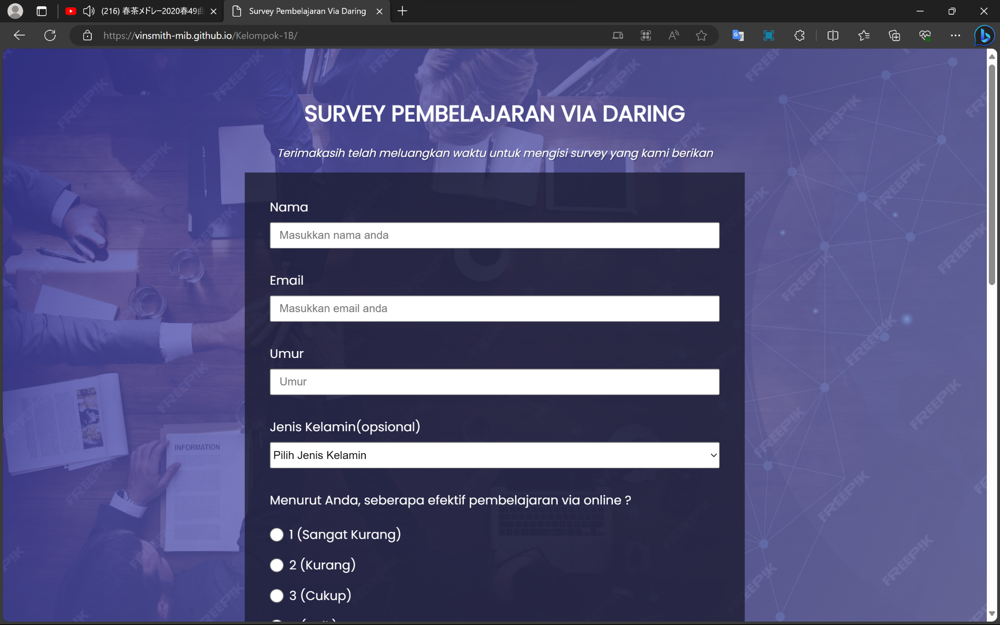 (216) 春茶メドレー2020春49曲
Survey Pembelajaran Via Daring
https://vinsmith-mib.github.io/Kelompok-1B/
SURVEY PEMBELAJARAN VIA DARING
Terimakasih telah meluangkan waktu untuk mengisi survey yang kami berikan
Nama
Masukkan nama anda
Email
Masukkan email anda
Umur
Umur
Jenis Kelamin(opsional)
Pilih Jenis Kelamin
INFORMATION
Menurut Anda, seberapa efektif pembelajaran via online ?
1 (Sangat Kurang)
2 (Kurang)
3 (Cukup)
FREEPIK